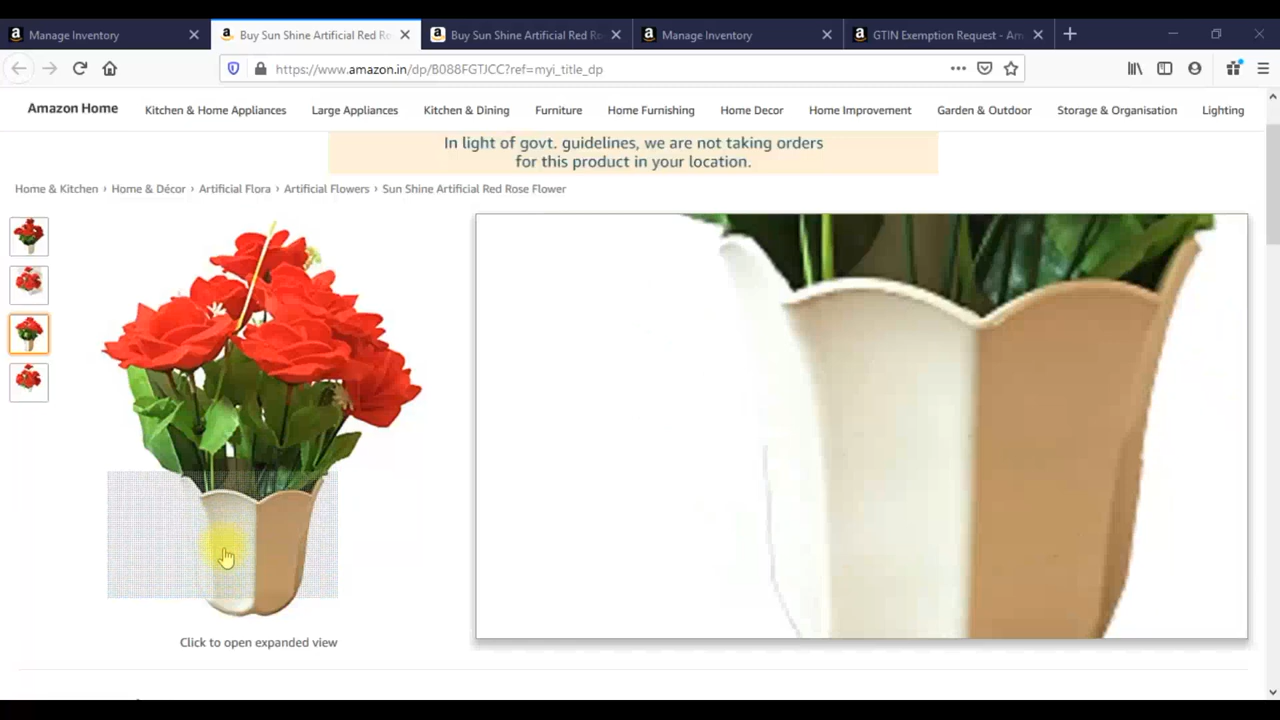 Manage Inventory
Buy Sun Shine Artificial Red Ro
Buy Sun Shine Artificial Red Ro
Manage Inventory
GTIN Exemption Request - Am
https://www.amazon.in/dp/B088FGTJCC?ref=myi_title_dp
Amazon Home
Kitchen & Home Appliances
Large Appliances
Kitchen & Dining
Furniture
Home Furnishing
Home Decor
Home Improvement
Garden & Outdoor
Storage & Organisation
Lighting
In light of govt. guidelines, we are not taking orders
for this product in your location.
Home & Kitchen › Home & Décor › Artificial Flora › Artificial Flowers › Sun Shine Artificial Red Rose Flower
Click to open expanded view